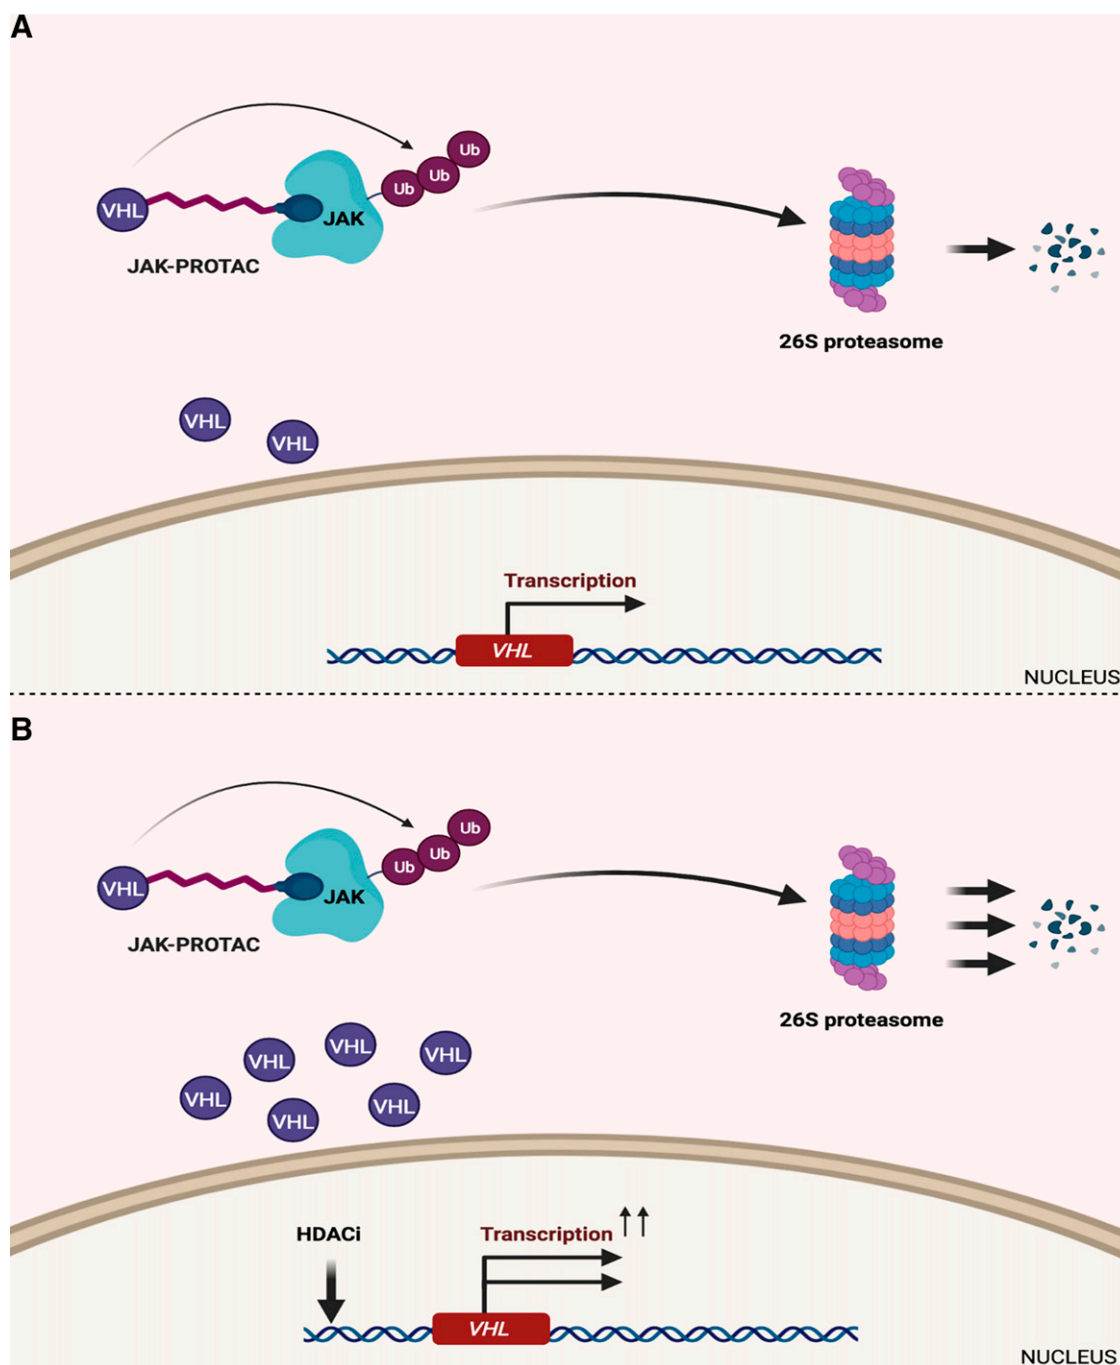 A
Ub
Ub
Ub
VHL
JAK
JAK-PROTAC
26S proteasome
VHL
VHL
Transcription
VHL
NUCLEUS
B
Ub
Ub
Ub
VHL
JAK
JAK-PROTAC
26S proteasome
VHL
VHL
VHL
VHL
VHL
VHL
HDACi
Transcription
VHL
NUCLEUS